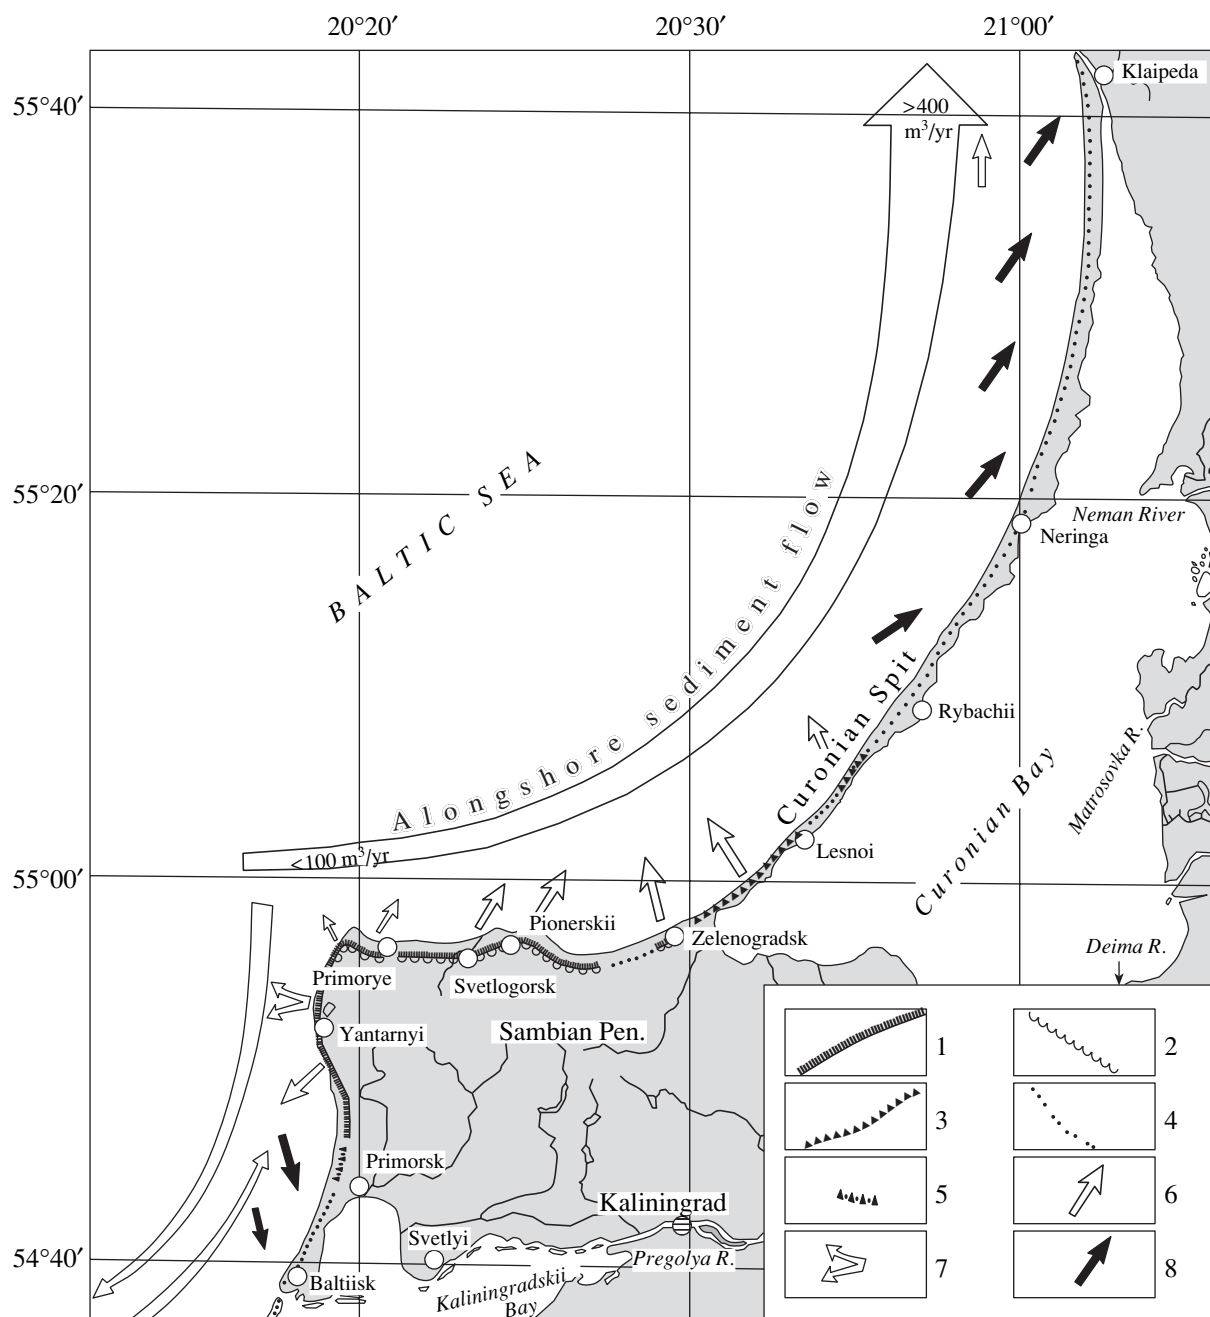 20°20′ 20°30′ 21°00′
Klaipeda
55°40′
>400
m³/yr
BALTIC SEA
Alongshore sediment flow
55°20′
Neman River
Neringa
Curonian Spit
Rybachii
Matrosovka R.
Curonian Bay
Lesnoi
<100 m³/yr
55°00′
Pionerskii
Zelenogradsk
Deima R.
Primorye
Svetlogorsk
Yantarnyi
Sambian Pen.
1 2
3 4
5 6
7 8
Primorsk
Kaliningrad
Svetlyi
Pregolya R.
54°40′
Baltiisk
Kaliningradskii
Bay